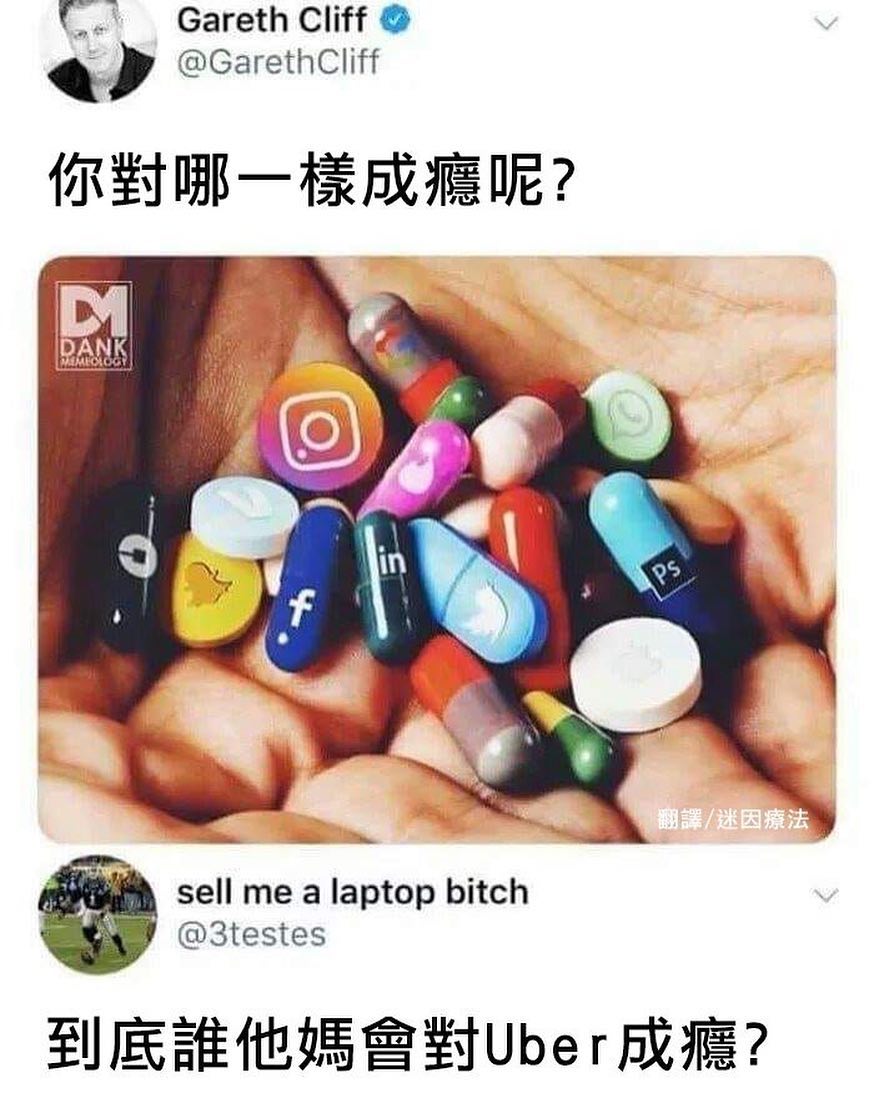 Gareth Cliff
@GarethCliff
你對哪一樣成癮呢?
DM
DANK
MEMEOLOGY
in
f
Ps
翻譯/迷因療法
sell me a laptop bitch
@3testes
到底誰他媽會對Uber成癮?